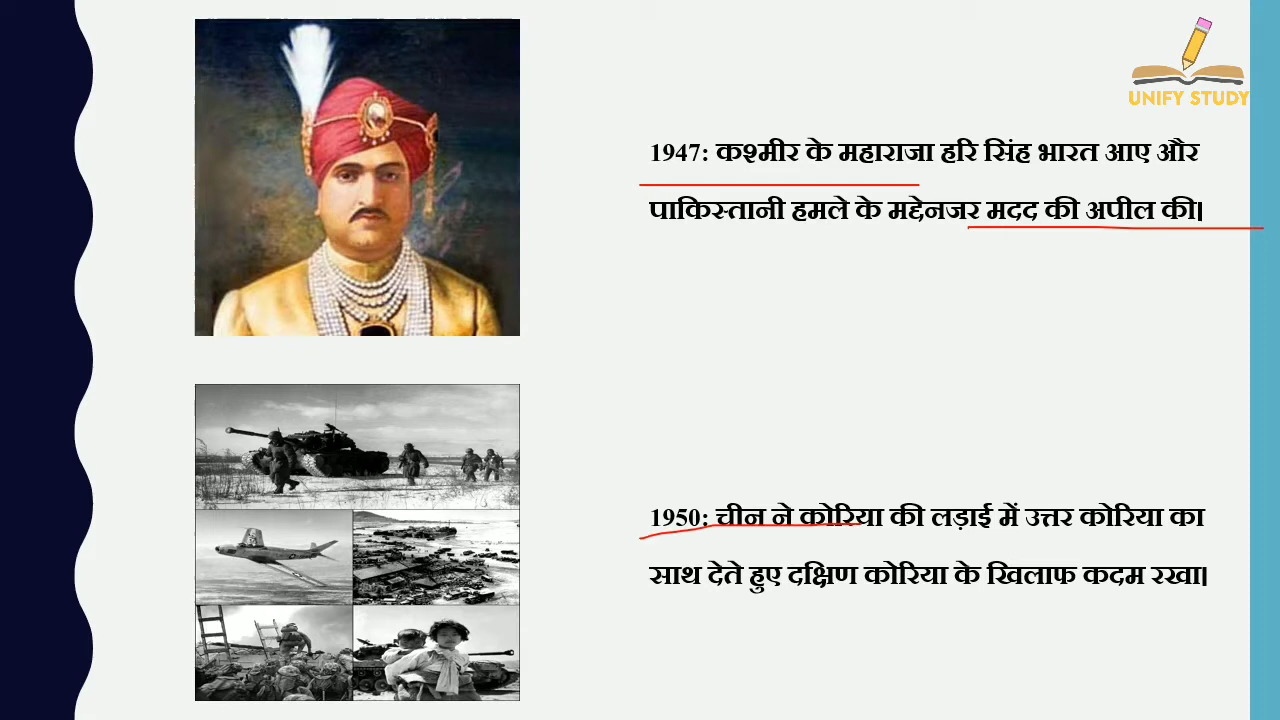 UNIFY STUDY
1947: कश्मीर के महाराजा हरि सिंह भारत आए और
पाकिस्तानी हमले के मद्देनजर मदद की अपील की।
1950: चीन ने कोरिया की लड़ाई में उत्तर कोरिया का
साथ देते हुए दक्षिण कोरिया के खिलाफ कदम रखा।